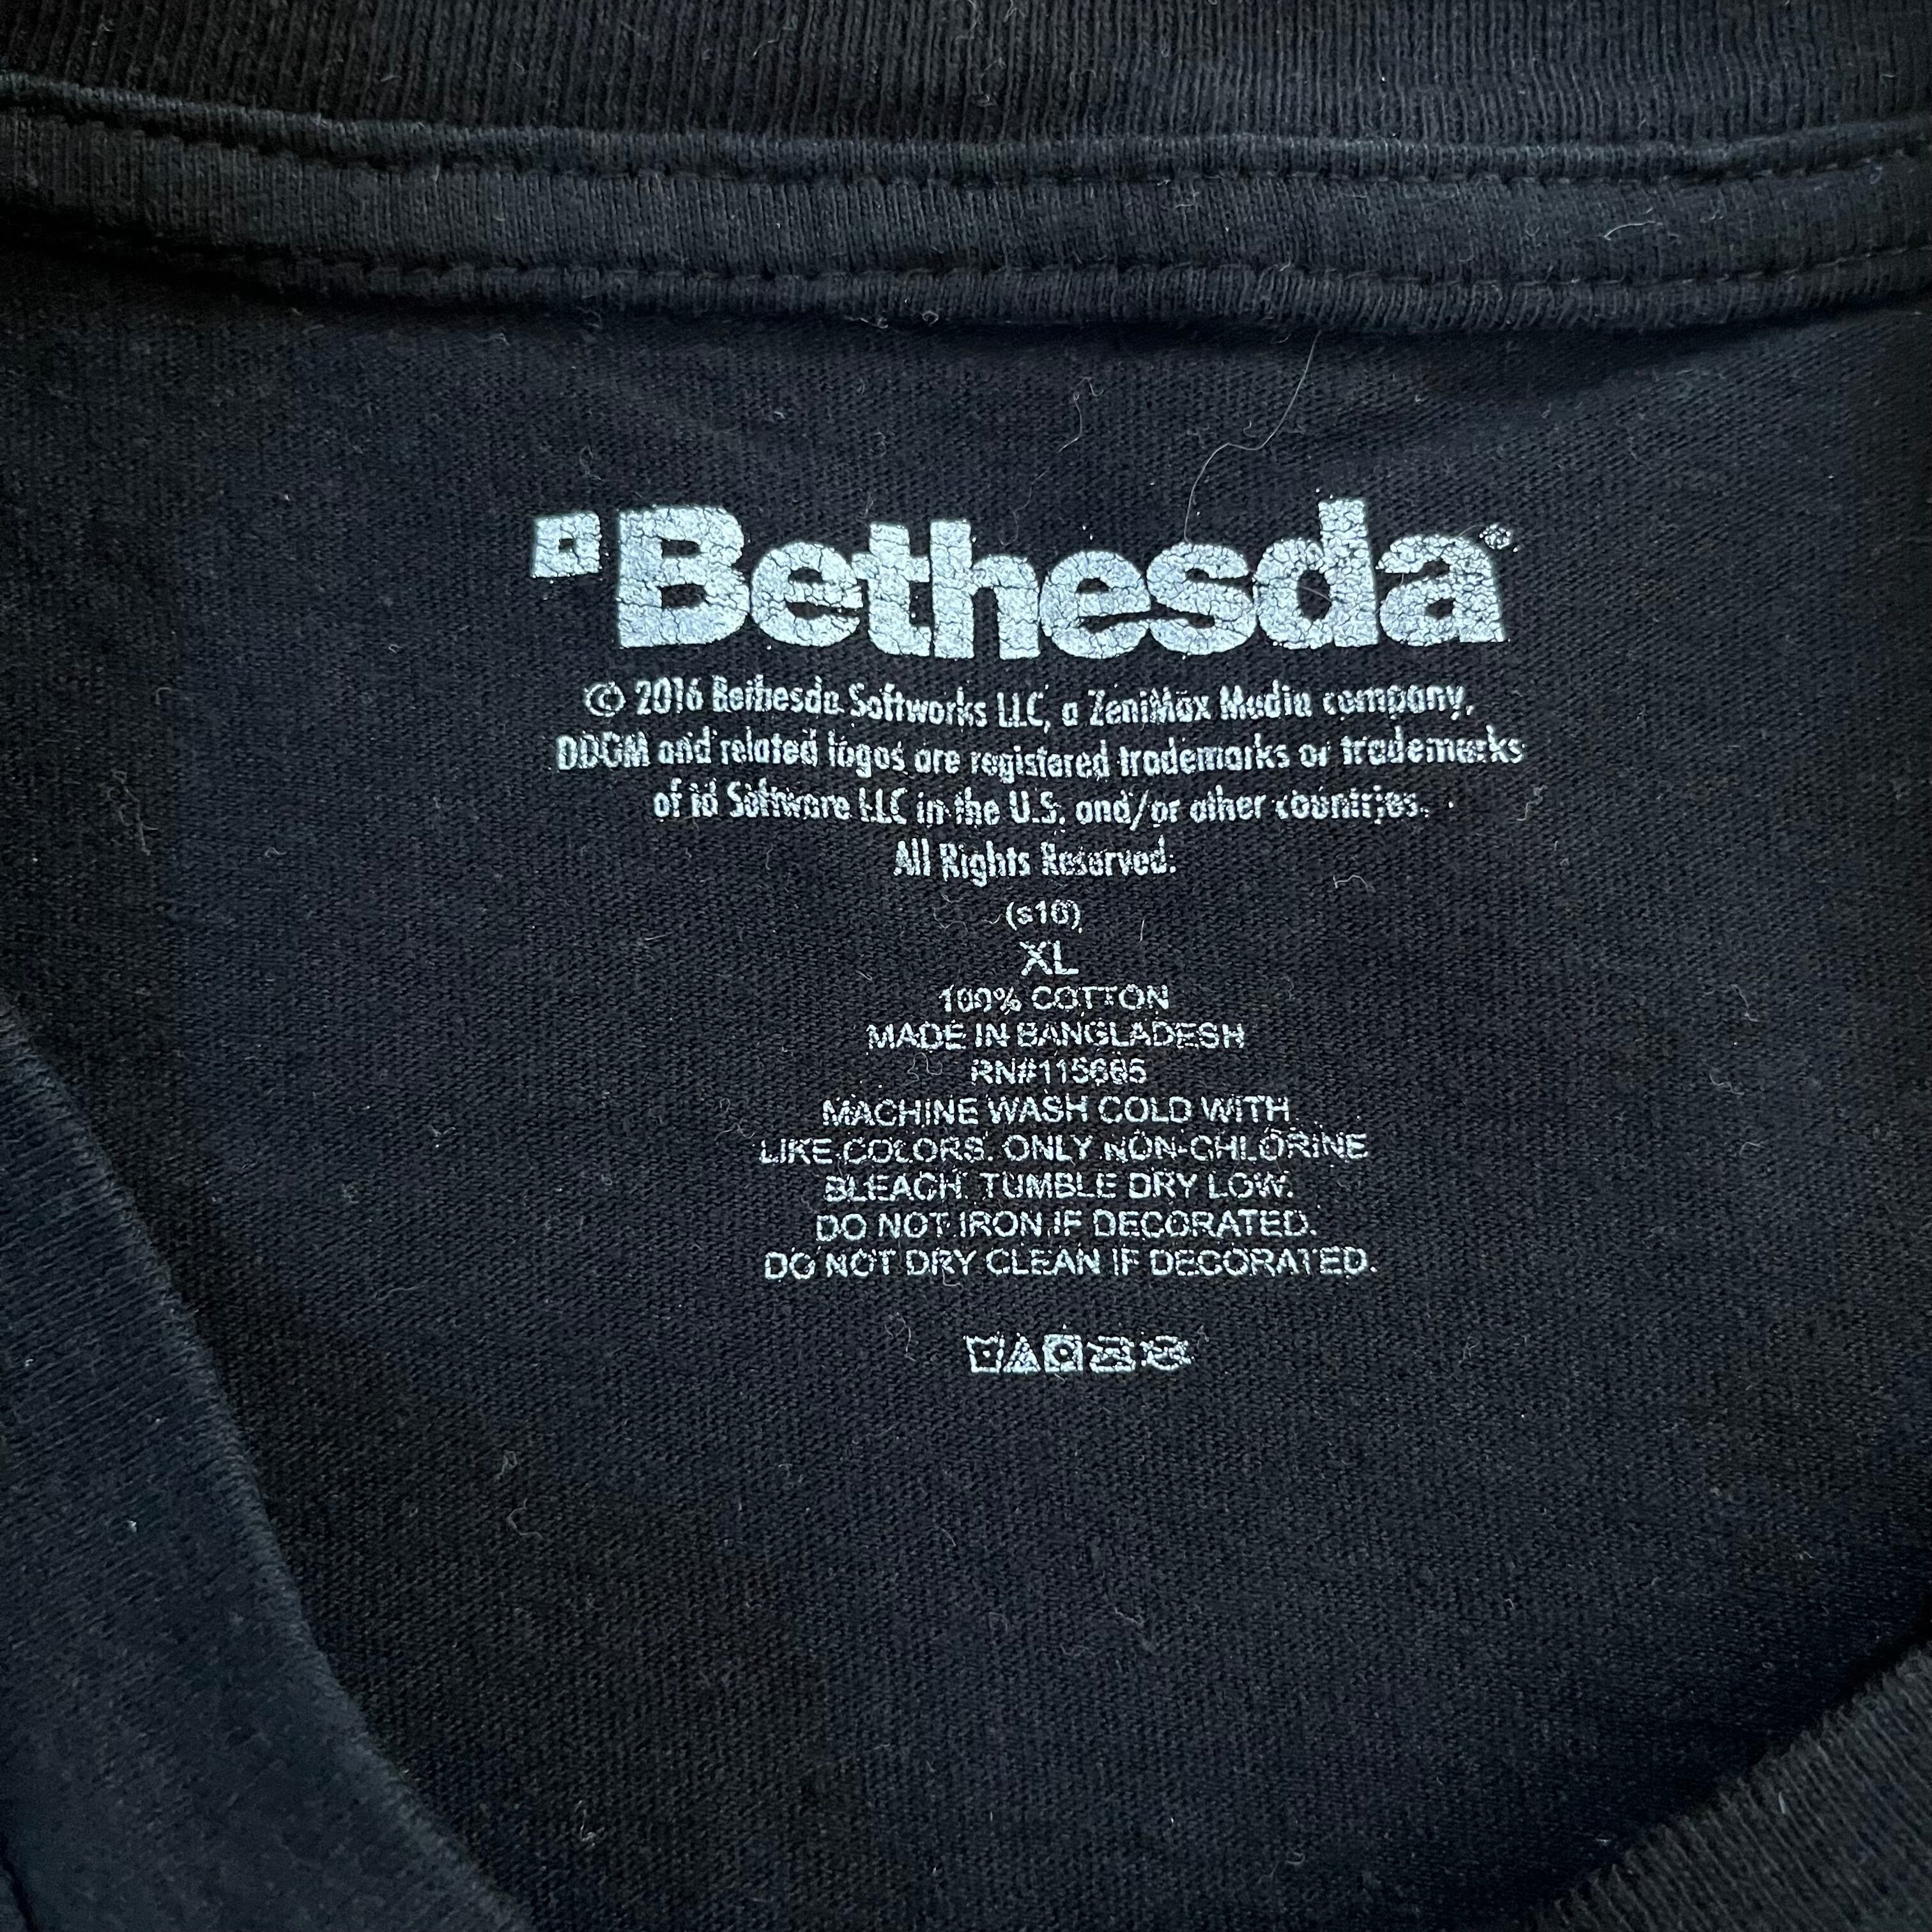 Bethesda®
© 2016 Bethesda Softworks LLC, a ZeniMax Media company.
DOOM and related logos are registered trademarks or trademarks
of id Software LLC in the U.S. and/or other countries.
All Rights Reserved.
(s16)
XL
100% COTTON
MADE IN BANGLADESH
RN#115685
MACHINE WASH COLD WITH
LIKE COLORS. ONLY NON-CHLORINE
BLEACH. TUMBLE DRY LOW.
DO NOT IRON IF DECORATED.
DO NOT DRY CLEAN IF DECORATED.